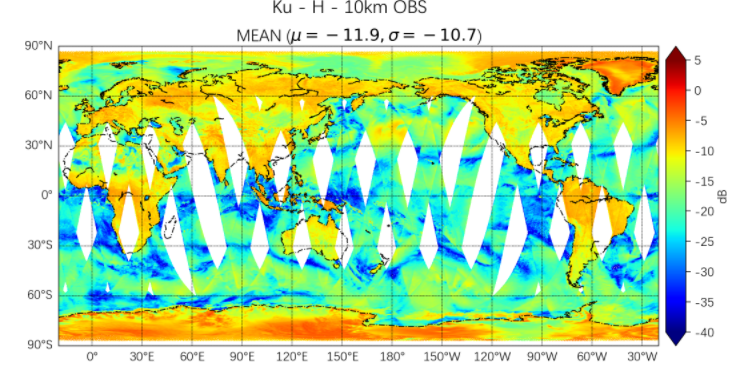 Ku - H - 10km OBS
MEAN (μ = −11.9, σ = −10.7)
90°N
60°N
30°N
0°
30°S
60°S
90°S
0° 30°E 60°E 90°E 120°E 150°E 180° 150°W 120°W 90°W 60°W 30°W
5
0
-5
-10
-15
-20
-25
-30
-35
-40
dB